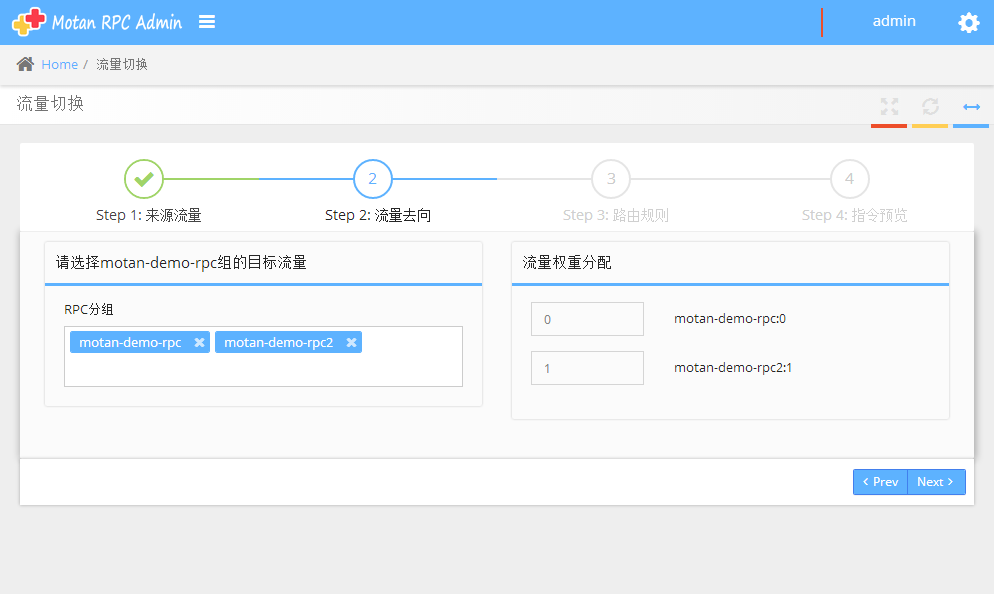 Motan RPC Admin
admin
Home / 流量切换
流量切换
2
3
4
Step 1: 来源流量
Step 2: 流量去向
Step 3: 路由规则
Step 4: 指令预览
请选择motan-demo-rpc组的目标流量
RPC分组
motan-demo-rpc ×
motan-demo-rpc2 ×
流量权重分配
0
motan-demo-rpc:0
1
motan-demo-rpc2:1
Prev
Next